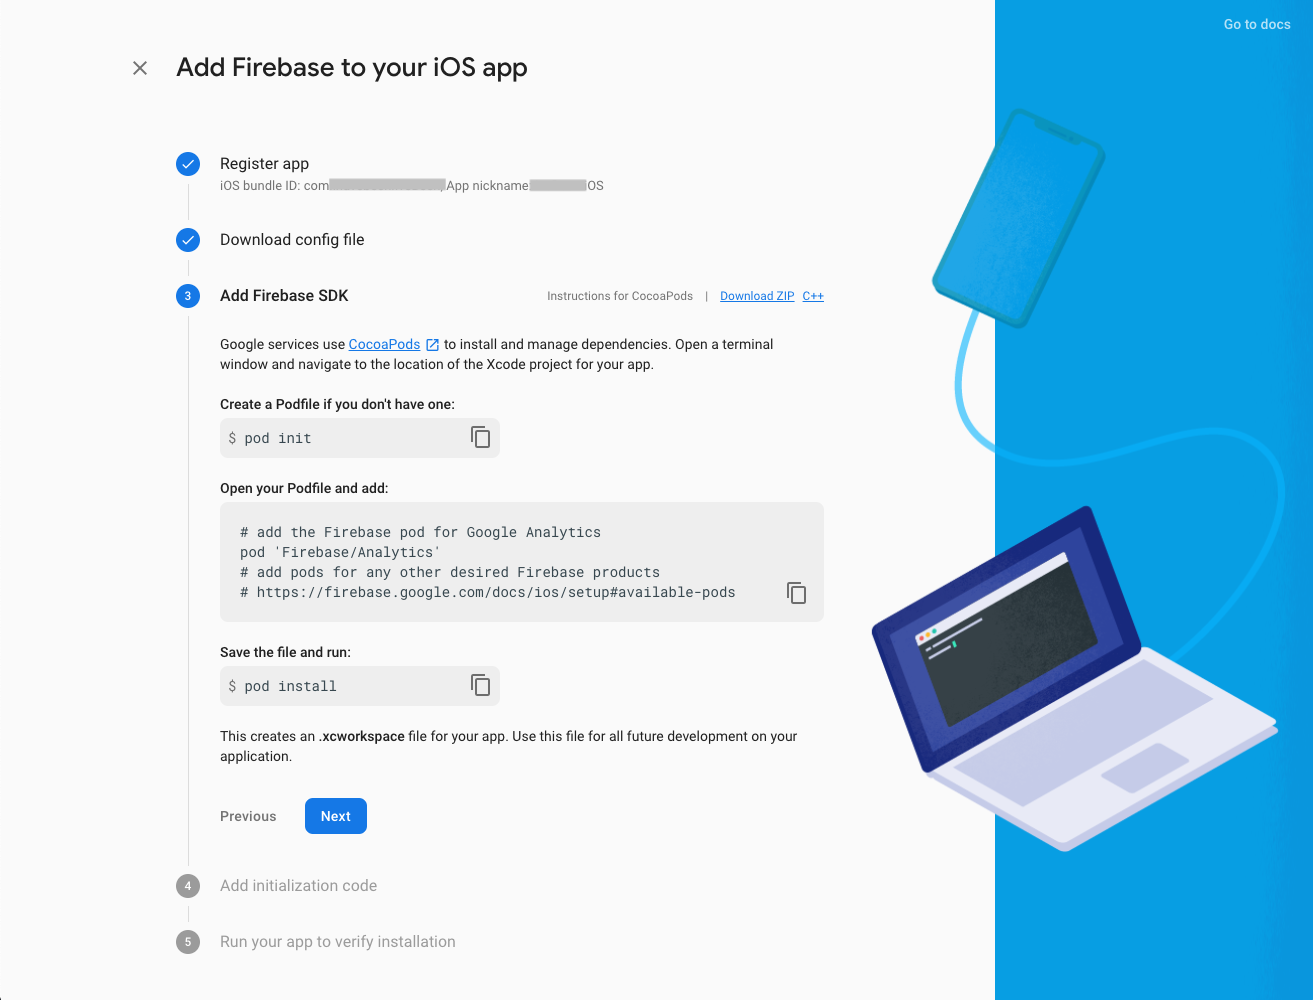 Go to docs
Add Firebase to your iOS app
Register app
iOS bundle ID: com App nickname OS
Download config file
3 Add Firebase SDK Instructions for CocoaPods | Download ZIP C++
Google services use CocoaPods to install and manage dependencies. Open a terminal
window and navigate to the location of the Xcode project for your app.
Create a Podfile if you don't have one:
$ pod init
Open your Podfile and add:
# add the Firebase pod for Google Analytics
pod 'Firebase/Analytics'
# add pods for any other desired Firebase products
# https://firebase.google.com/docs/ios/setup#available-pods
Save the file and run:
$ pod install
This creates an .xcworkspace file for your app. Use this file for all future development on your
application.
Previous Next
4 Add initialization code
5 Run your app to verify installation